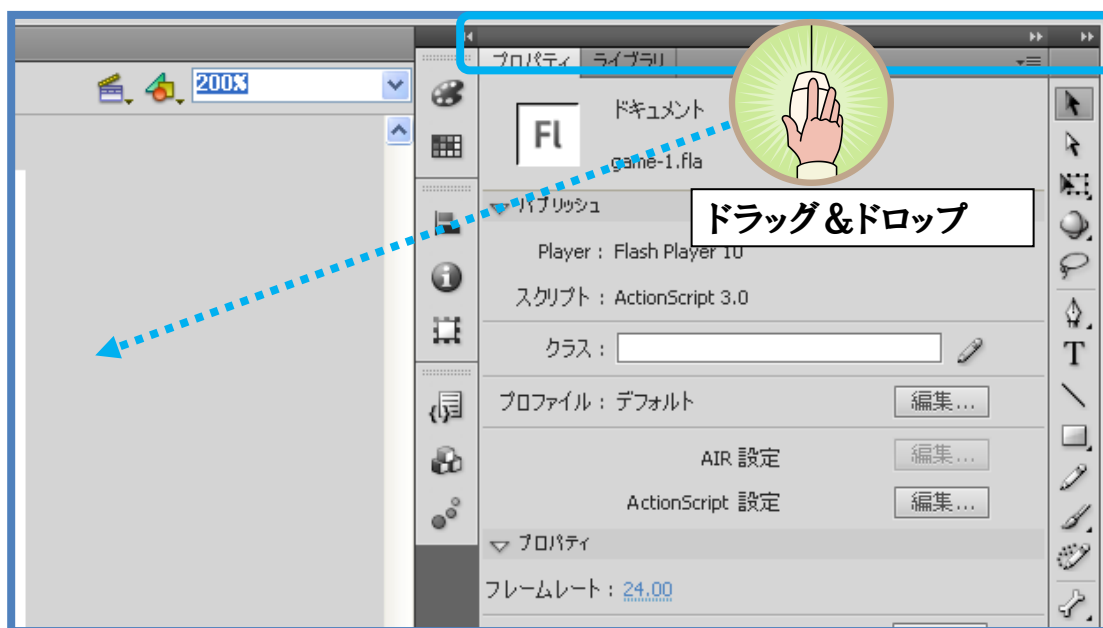 200%
プロパティ ライブラリ
Fl
ドキュメント
game-1.fla
ドラッグ&ドロップ
パブリッシュ
Player : Flash Player 10
スクリプト : ActionScript 3.0
クラス :
T
プロファイル : デフォルト 編集...
AIR 設定 編集...
ActionScript 設定 編集...
プロパティ
フレームレート : 24.00